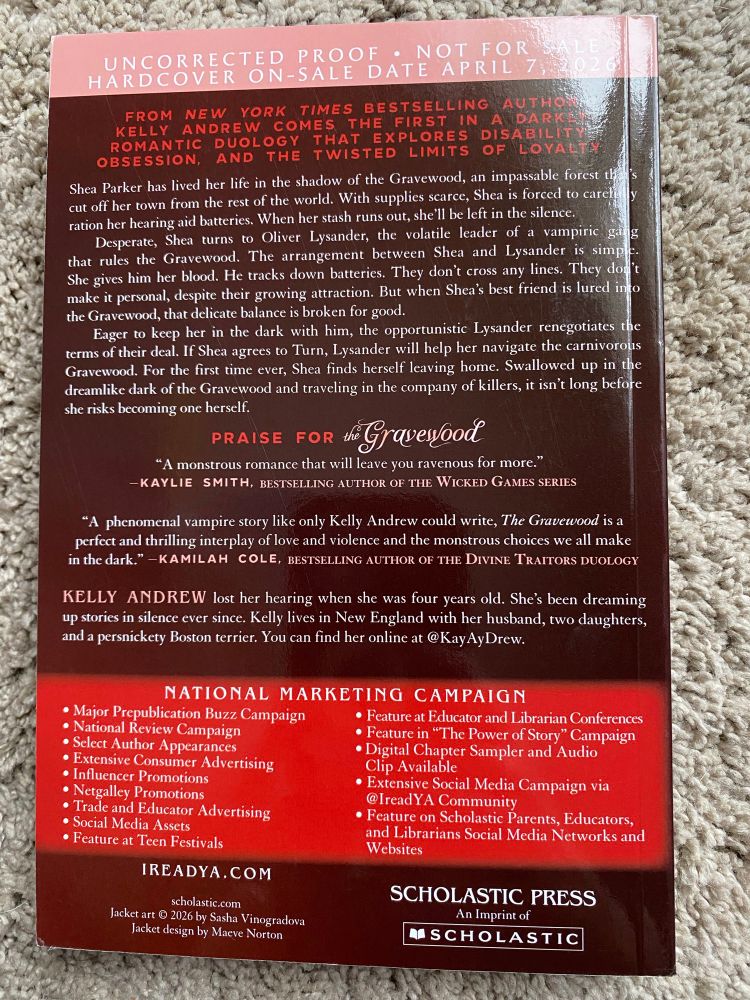 UNCORRECTED PROOF • NOT FOR SALE
HARDCOVER ON-SALE DATE APRIL 7, 2026
FROM NEW YORK TIMES BESTSELLING AUTHOR
KELLY ANDREW COMES THE FIRST IN A DARKLY
ROMANTIC DUOLOGY THAT EXPLORES DISABILITY,
OBSESSION, AND THE TWISTED LIMITS OF LOYALTY.
Shea Parker has lived her life in the shadow of the Gravewood, an impassable forest that's
cut off her town from the rest of the world. With supplies scarce, Shea is forced to carefully
ration her hearing aid batteries. When her stash runs out, she'll be left in the silence.
Desperate, Shea turns to Oliver Lysander, the volatile leader of a vampiric gang
that rules the Gravewood. The arrangement between Shea and Lysander is simple.
She gives him her blood. He tracks down batteries. They don't cross any lines. They don't
make it personal, despite their growing attraction. But when Shea's best friend is lured into
the Gravewood, that delicate balance is broken for good.
Eager to keep her in the dark with him, the opportunistic Lysander renegotiates the
terms of their deal. If Shea agrees to Turn, Lysander will help her navigate the carnivorous
Gravewood. For the first time ever, Shea finds herself leaving home. Swallowed up in the
dreamlike dark of the Gravewood and traveling in the company of killers, it isn't long before
she risks becoming one herself.
PRAISE FOR the Gravewood
“A monstrous romance that will leave you ravenous for more.”
—KAYLIE SMITH, BESTSELLING AUTHOR OF THE WICKED GAMES SERIES
“A phenomenal vampire story like only Kelly Andrew could write, The Gravewood is a
perfect and thrilling interplay of love and violence and the monstrous choices we all make
in the dark.” —KAMILAH COLE, BESTSELLING AUTHOR OF THE DIVINE TRAITORS DUOLOGY
KELLY ANDREW lost her hearing when she was four years old. She's been dreaming
up stories in silence ever since. Kelly lives in New England with her husband, two daughters,
and a persnickety Boston terrier. You can find her online at @KayAyDrew.
NATIONAL MARKETING CAMPAIGN
• Major Prepublication Buzz Campaign
• National Review Campaign
• Select Author Appearances
• Extensive Consumer Advertising
• Influencer Promotions
• Netgalley Promotions
• Trade and Educator Advertising
• Social Media Assets
• Feature at Teen Festivals
• Feature at Educator and Librarian Conferences
• Feature in “The Power of Story” Campaign
• Digital Chapter Sampler and Audio
Clip Available
• Extensive Social Media Campaign via
@IreadYA Community
• Feature on Scholastic Parents, Educators,
and Librarians Social Media Networks and
Websites
IREADYA.COM
scholastic.com
Jacket art © 2026 by Sasha Vinogradova
Jacket design by Maeve Norton
SCHOLASTIC PRESS
An Imprint of
SCHOLASTIC